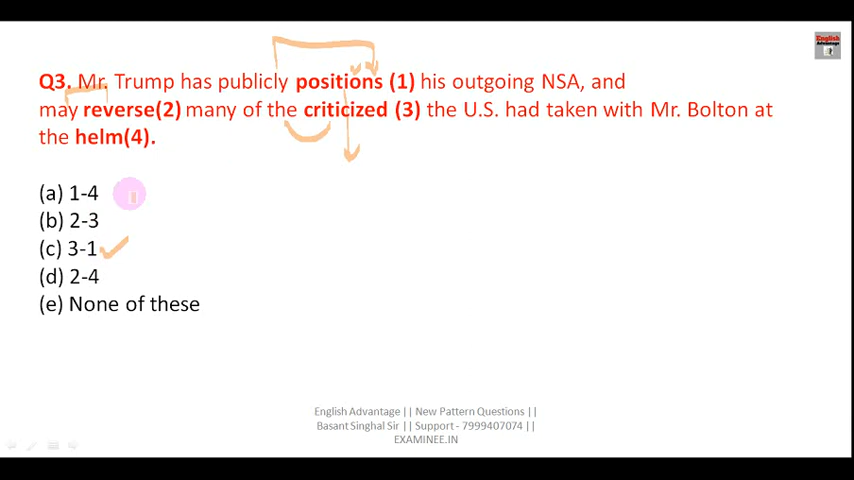 English
Advantage
Q3. Mr. Trump has publicly positions (1) his outgoing NSA, and
may reverse(2) many of the criticized (3) the U.S. had taken with Mr. Bolton at
the helm(4).
(a) 1-4
(b) 2-3
(c) 3-1
(d) 2-4
(e) None of these
English Advantage || New Pattern Questions ||
Basant Singhal Sir || Support - 7999407074 ||
EXAMINEE.IN